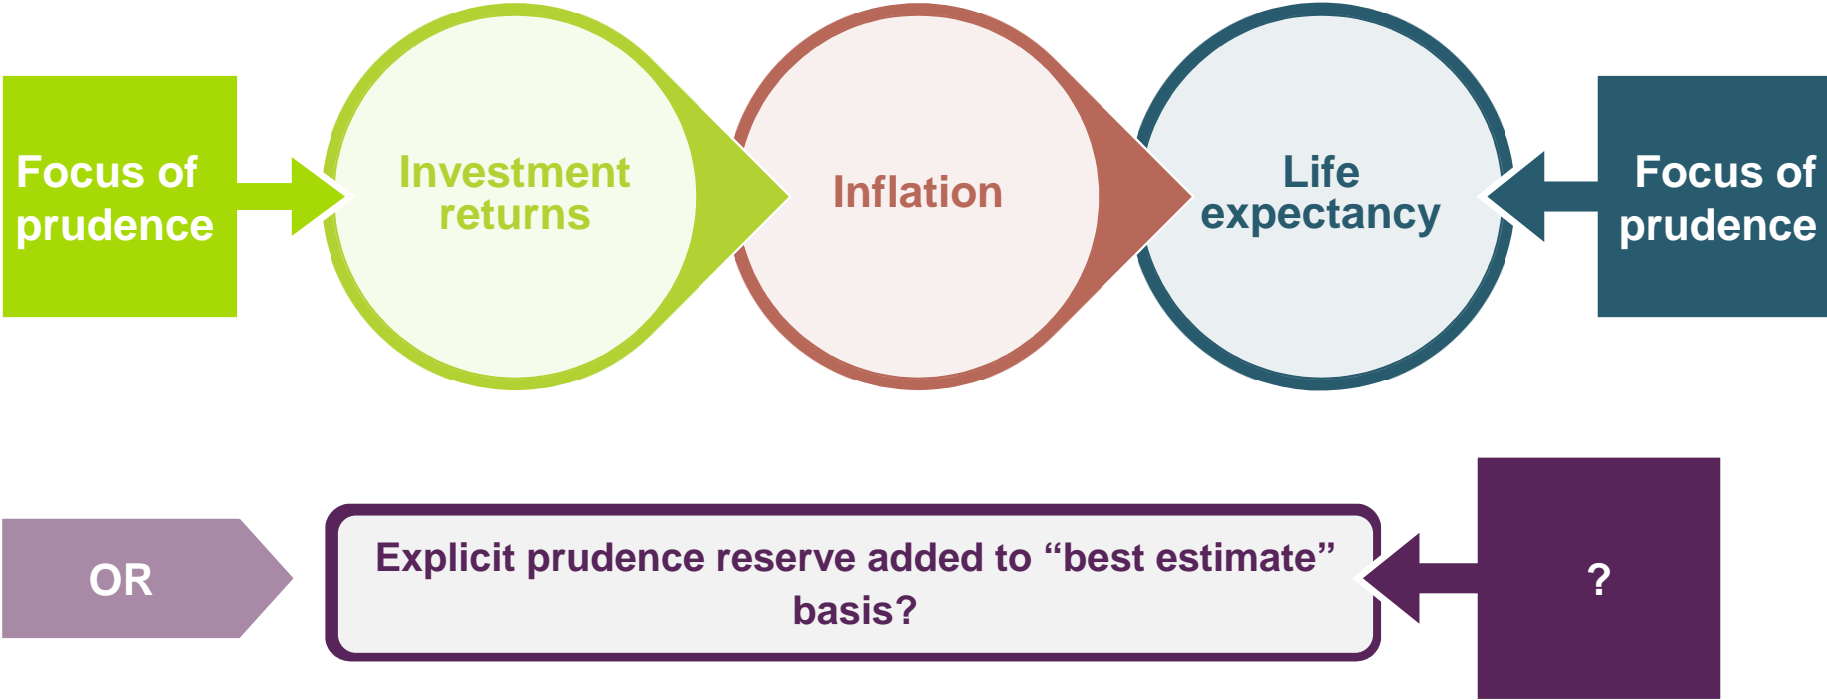 Focus of
prudence
Investment
returns
Inflation
Life
expectancy
Focus of
prudence
OR
Explicit prudence reserve added to “best estimate”
basis?
?